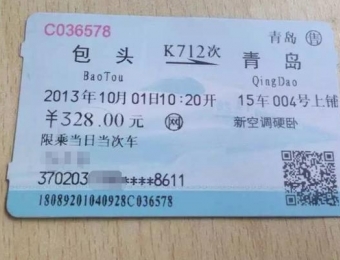 C036578
青岛 售
包头 K712次 青岛
BaoTou QingDao
2013年10月01日10:20开 15车004号上铺
¥328.00元 网 新空调硬卧
限乘当日当次车
370203 ****8611
18089201040928C036578